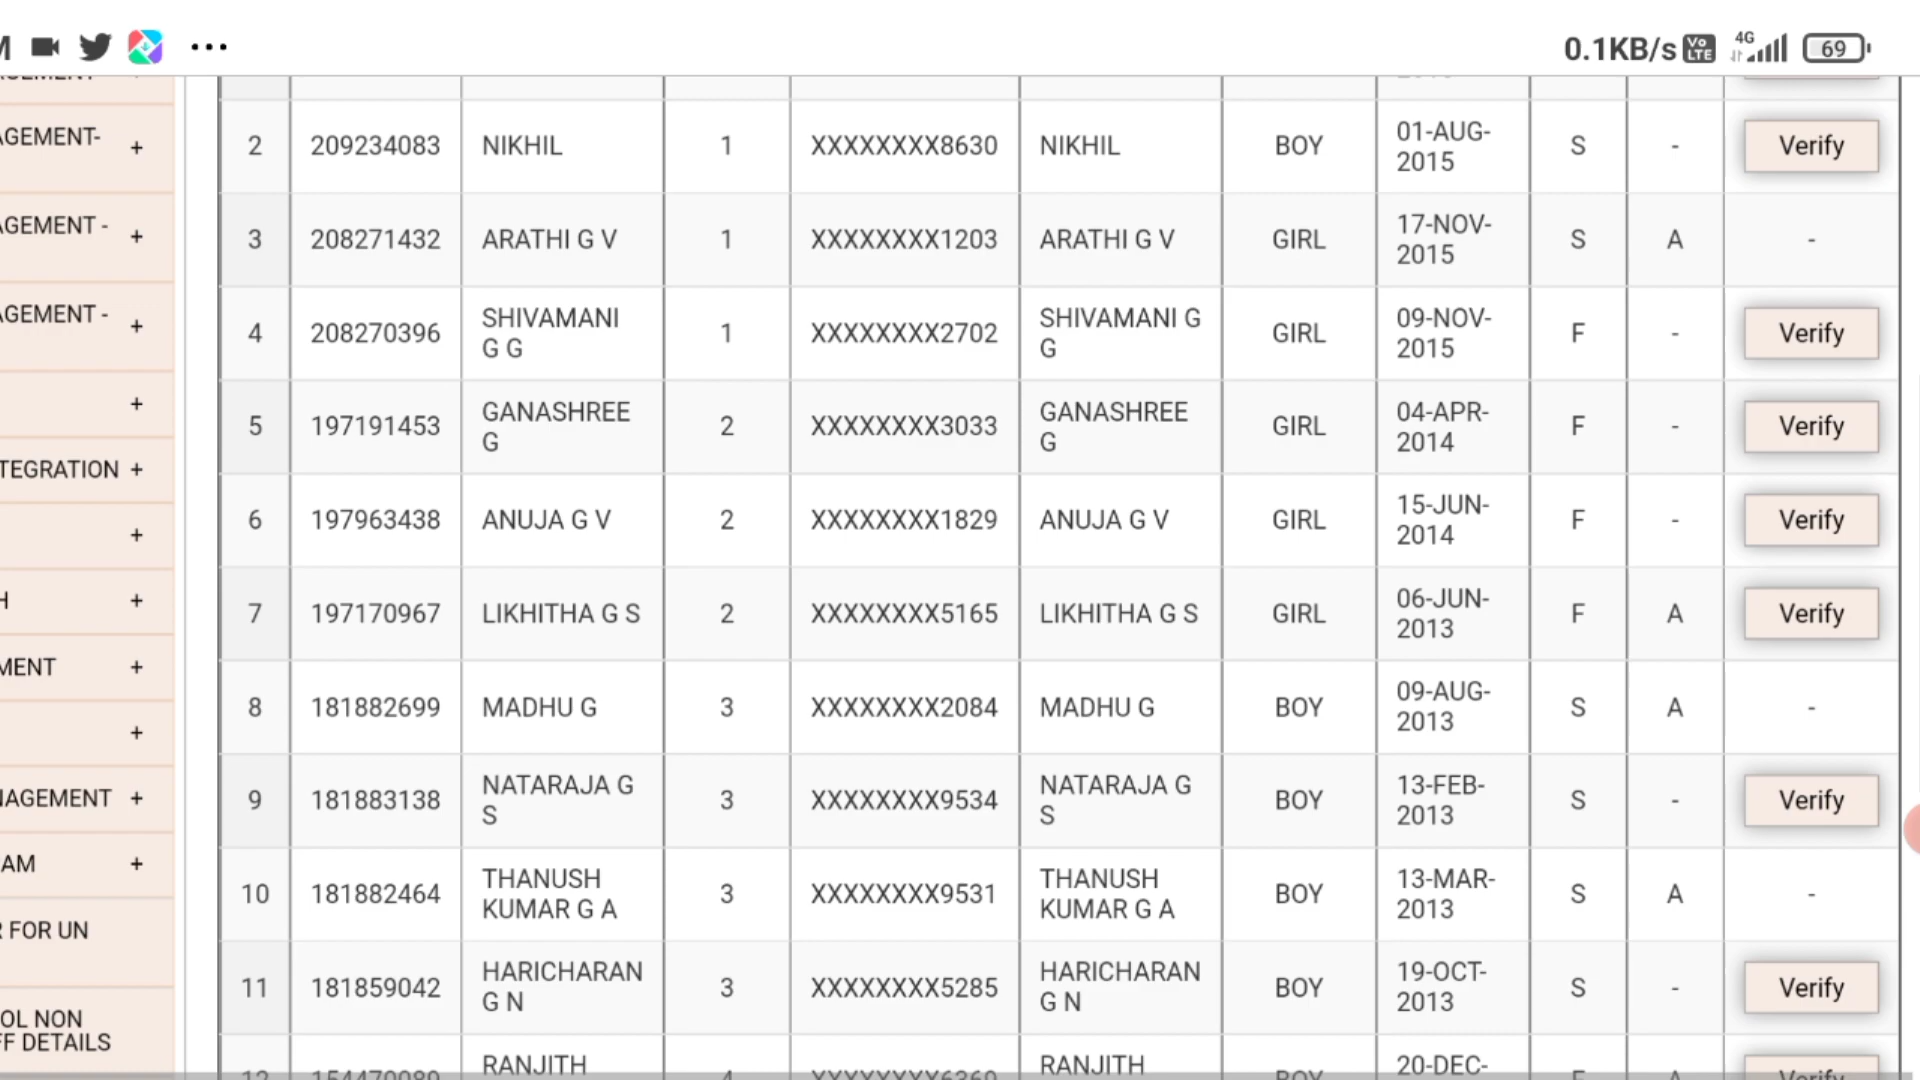 M ... 0.1KB/s Vo LTE 4G 69
AGEMENT- +
AGEMENT - +
AGEMENT - +
+
TEGRATION +
+
H +
MENT +
+
NAGEMENT +
AM +
R FOR UN
OL NON
FF DETAILS
2 209234083 NIKHIL 1 XXXXXXXX8630 NIKHIL BOY 01-AUG-
2015 S - Verify
3 208271432 ARATHI G V 1 XXXXXXXX1203 ARATHI G V GIRL 17-NOV-
2015 S A -
4 208270396 SHIVAMANI
G G 1 XXXXXXXX2702 SHIVAMANI G
G GIRL 09-NOV-
2015 F - Verify
5 197191453 GANASHREE
G 2 XXXXXXXX3033 GANASHREE
G GIRL 04-APR-
2014 F - Verify
6 197963438 ANUJA G V 2 XXXXXXXX1829 ANUJA G V GIRL 15-JUN-
2014 F - Verify
7 197170967 LIKHITHA G S 2 XXXXXXXX5165 LIKHITHA G S GIRL 06-JUN-
2013 F A Verify
8 181882699 MADHU G 3 XXXXXXXX2084 MADHU G BOY 09-AUG-
2013 S A -
9 181883138 NATARAJA G
S 3 XXXXXXXX9534 NATARAJA G
S BOY 13-FEB-
2013 S - Verify
10 181882464 THANUSH
KUMAR G A 3 XXXXXXXX9531 THANUSH
KUMAR G A BOY 13-MAR-
2013 S A -
11 181859042 HARICHARAN
G N 3 XXXXXXXX5285 HARICHARAN
G N BOY 19-OCT-
2013 S - Verify
RANJITH RANJITH 20-DEC-